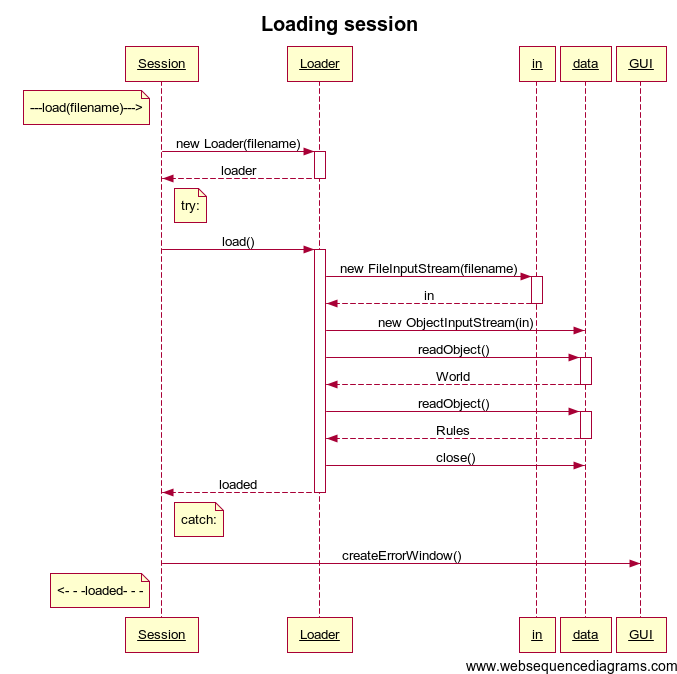 Loading session
Session Loader in data GUI
---load(filename)--->
new Loader(filename)
loader
try:
load()
new FileInputStream(filename)
in
new ObjectInputStream(in)
readObject()
World
readObject()
Rules
close()
loaded
catch:
createErrorWindow()
<- - -loaded- - -
Session Loader in data GUI
www.websequencediagrams.com